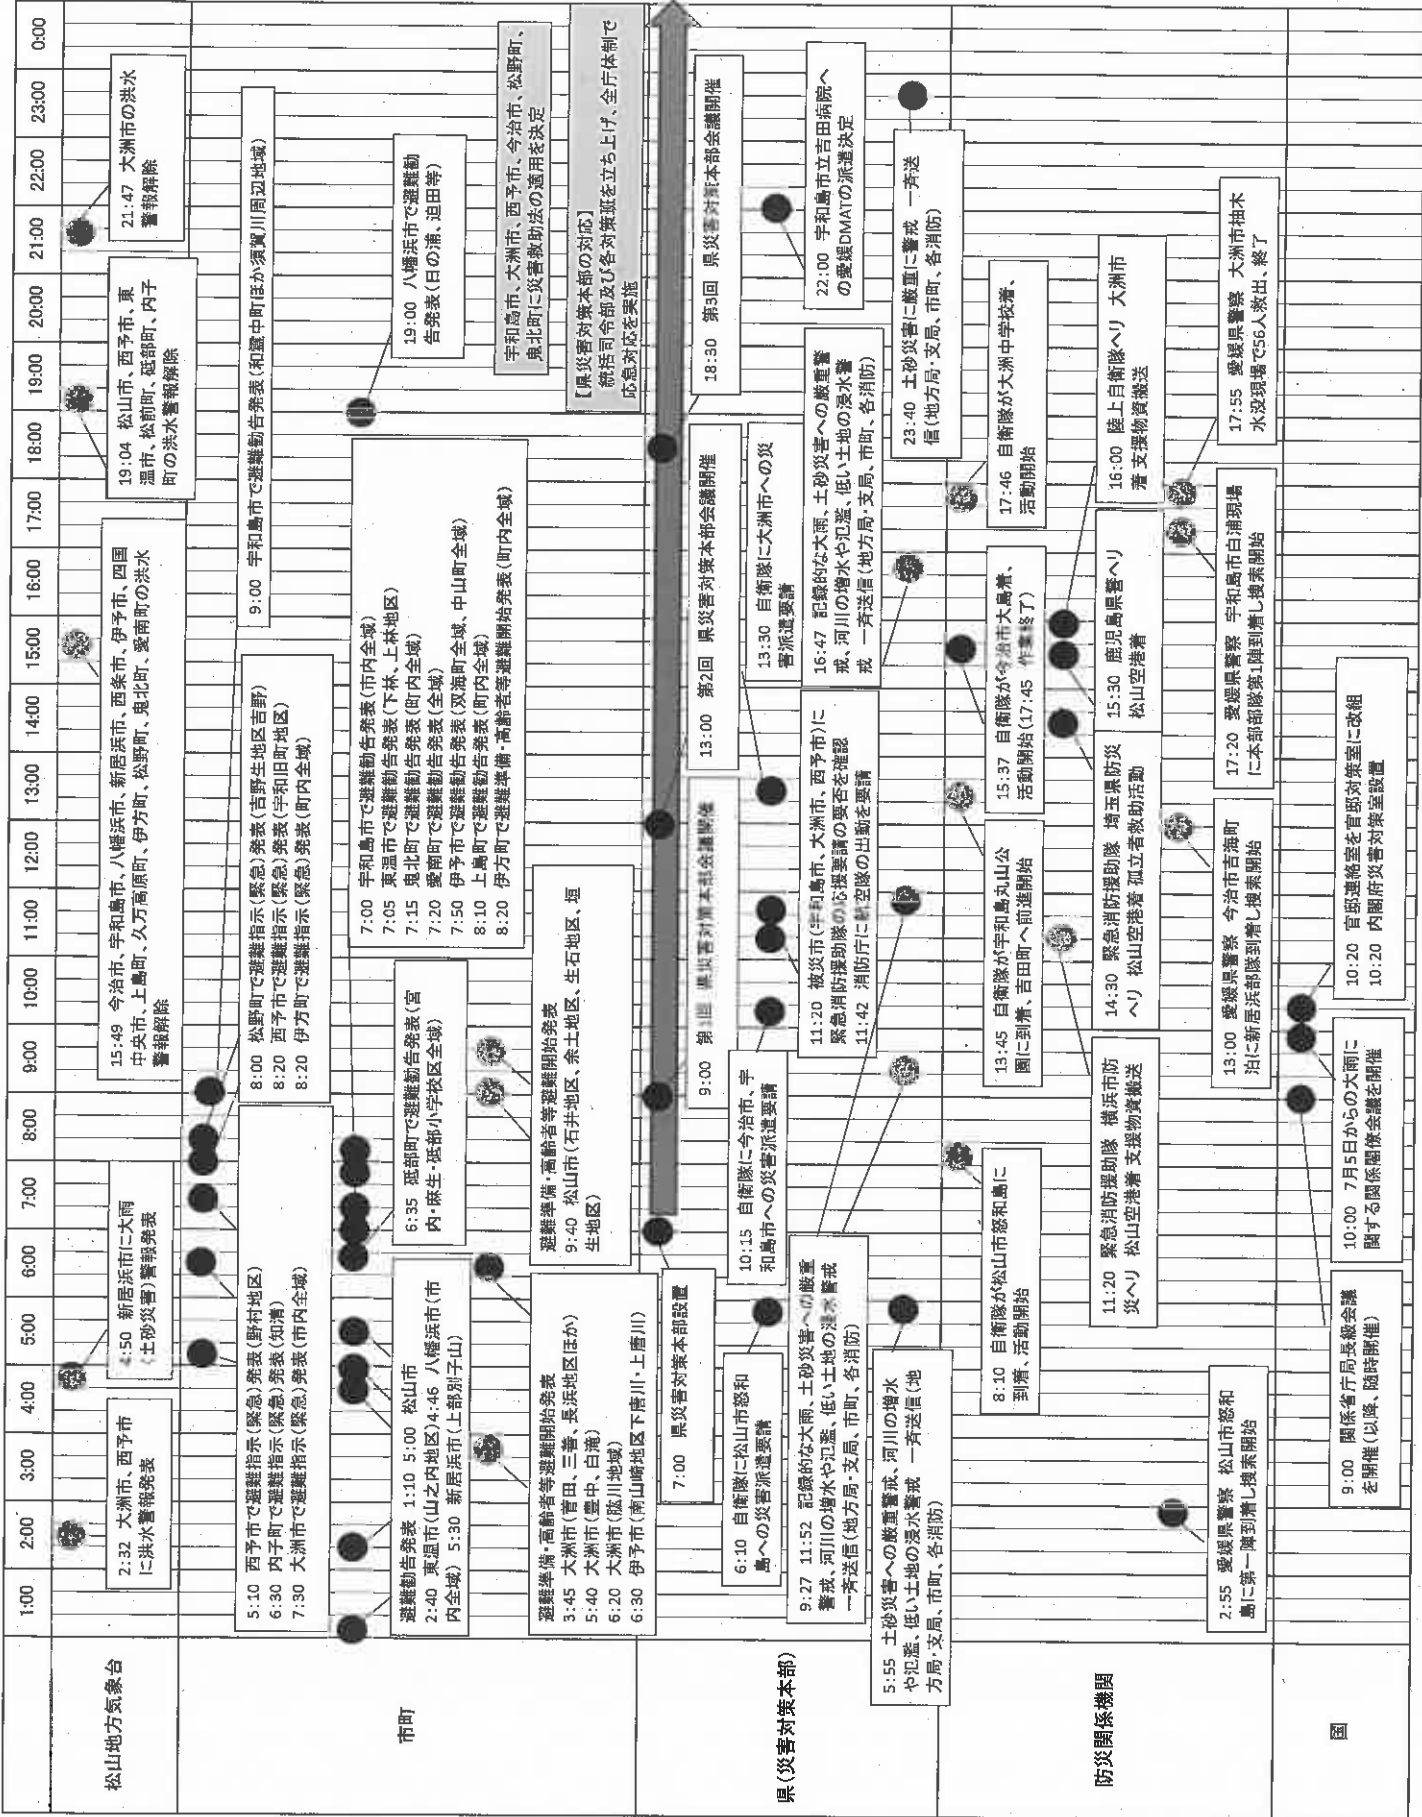 1:00 2:00 3:00 4:00 5:00 6:00 7:00 8:00 9:00 10:00 11:00 12:00 13:00 14:00 15:00 16:00 17:00 18:00 19:00 20:00 21:00 22:00 23:00 0:00
松山地方気象台
2:32 大洲市、西予市
に洪水警報発表
4:50 新居浜市に大雨
(土砂災害)警報発表
15:49 今治市、宇和島市、八幡浜市、新居浜市、西条市、伊予市、四国
中央市、上島町、久万高原町、伊方町、松野町、鬼北町、愛南町の洪水
警報解除
19:04 松山市、西予市、東
温市、松前町、砥部町、内子
町の洪水警報解除
21:47 大洲市の洪水
警報解除
市町
5:10 西予市で避難指示(緊急)発表(野村地区)
6:30 内子町で避難指示(緊急)発表(知清)
7:30 大洲市で避難指示(緊急)発表(市内全域)
8:00 松野町で避難指示(緊急)発表(吉野生地区吉野)
8:20 西予市で避難指示(緊急)発表(宇和旧町地区)
8:20 伊方町で避難指示(緊急)発表(町内全域)
9:00 宇和島市で避難勧告発表(和霊中町ほか須賀川周辺地域)
避難勧告発表 1:10 5:00 松山市
2:40 東温市(山之内地区)4:46 八幡浜市(市
内全域) 5:30 新居浜市(上部別子山)
6:35 砥部町で避難勧告発表(宮
内・麻生・砥部小学校区全域)
7:00 宇和島市で避難勧告発表(市内全域)
7:05 東温市で避難勧告発表(下林、上林地区)
7:15 鬼北町で避難勧告発表(町内全域)
7:20 愛南町で避難勧告発表(全域)
7:50 伊予市で避難勧告発表(双海町全域、中山町全域)
8:10 上島町で避難勧告発表(町内全域)
8:20 伊方町で避難準備・高齢者等避難開始発表(町内全域)
19:00 八幡浜市で避難勧
告発表(日の浦、迫田等)
避難準備・高齢者等避難開始発表
3:45 大洲市(菅田、三善、長浜地区ほか)
5:40 大洲市(豊中、白滝)
6:20 大洲市(肱川地域)
6:30 伊予市(南山崎地区下唐川・上唐川)
避難準備・高齢者等避難開始発表
9:40 松山市(石井地区、余土地区、生石地区、垣
生地区)
宇和島市、大洲市、西予市、今治市、松野町、
鬼北町に災害救助法の適用を決定
県(災害対策本部)
【県災害対策本部の対応】
統括司令部及び各対策班を立ち上げ、全庁体制で
応急対応を実施
7:00 県災害対策本部設置
9:00 第1回 県災害対策本部会議開催
13:00 第2回 県災害対策本部会議開催
18:30 第3回 県災害対策本部会議開催
6:10 自衛隊に松山市怒和
島への災害派遣要請
10:15 自衛隊に今治市、宇
和島市への災害派遣要請
13:30 自衛隊に大洲市への災
害派遣要請
9:27 11:52 記録的な大雨、土砂災害への厳重
警戒、河川の増水や氾濫、低い土地の浸水警戒
一斉送信(地方局・支局、市町、各消防)
11:20 被災市(宇和島市、大洲市、西予市)に
緊急消防援助隊の応援要請の要否を確認
11:42 消防庁に航空隊の出動を要請
16:47 記録的な大雨、土砂災害への厳重警
戒、河川の増水や氾濫、低い土地の浸水警
戒 一斉送信(地方局・支局、市町、各消防)
22:00 宇和島市立吉田病院へ
の愛媛DMATの派遣決定
5:55 土砂災害への厳重警戒、河川の増水
や氾濫、低い土地の浸水警戒 一斉送信(地
方局・支局、市町、各消防)
23:40 土砂災害に厳重に警戒 一斉送
信(地方局・支局、市町、各消防)
防災関係機関
8:10 自衛隊が松山市怒和島に
到着、活動開始
13:45 自衛隊が宇和島丸山公
園に到着、吉田町へ前進開始
15:37 自衛隊が今治市大島着、
活動開始(17:45 作業終了)
17:46 自衛隊が大洲中学校着、
活動開始
11:20 緊急消防援助隊 横浜市防
災ヘリ 松山空港着 支援物資搬送
14:30 緊急消防援助隊 埼玉県防災
ヘリ 松山空港着 孤立者救助活動
15:30 鹿児島県警ヘリ
松山空港着
16:00 陸上自衛隊ヘリ 大洲市
着 支援物資搬送
2:55 愛媛県警察 松山市怒和
島に第一陣到着し捜索開始
13:00 愛媛県警察 今治市吉海町
泊に新居浜部隊到着し捜索開始
17:20 愛媛県警察 宇和島市白浦現場
に本部部隊第1陣到着し捜索開始
17:55 愛媛県警察 大洲市柚木
水没現場で56人救出、終了
国
9:00 関係省庁局長級会議
を開催(以降、随時開催)
10:00 7月5日からの大雨に
関する関係閣僚会議を開催
10:20 官邸連絡室を官邸対策室に改組
10:20 内閣府災害対策室設置